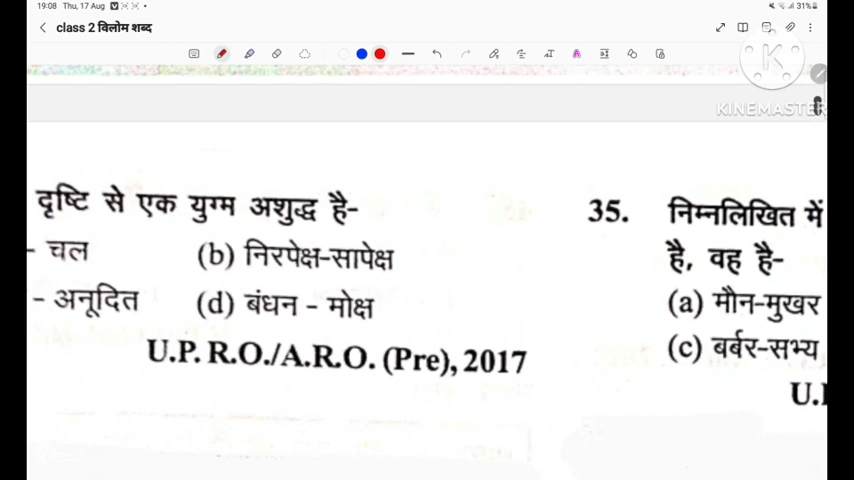 19:08 Thu, 17 Aug
31%
class 2 विलोम शब्द
KINEMASTER
दृष्टि से एक युग्म अशुद्ध है-
- चल (b) निरपेक्ष-सापेक्ष
- अनूदित (d) बंधन - मोक्ष
U.P. R.O./A.R.O. (Pre), 2017
35. निम्नलिखित में
है, वह है-
(a) मौन-मुखर
(c) बर्बर-सभ्य
U.